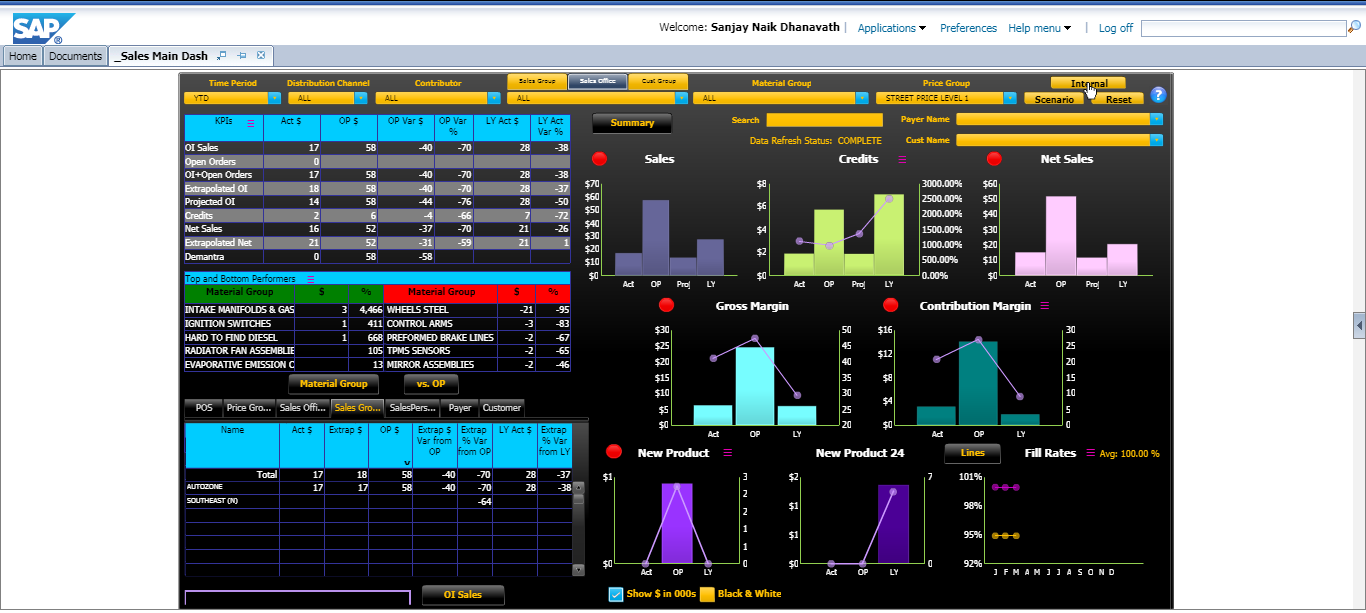 SAP ®
Welcome: Sanjay Naik Dhanavath | Applications Preferences Help menu | Log off
Home Documents _Sales Main Dash
Time Period Distribution Channel Contributor Sales Group Sales Office Cust Group Material Group Price Group Internal
YTD ALL ALL ALL ALL STREET PRICE LEVEL 1 Scenario Reset ?
KPIs Act $ OP $ OP Var $ OP Var % LY Act $ LY Act Var %
OI Sales 17 58 -40 -70 28 -38
Open Orders 0
OI+Open Orders 17 58 -40 -70 28 -38
Extrapolated OI 18 58 -40 -70 28 -37
Projected OI 14 58 -44 -76 28 -50
Credits 2 6 -4 -66 7 -72
Net Sales 16 52 -37 -70 21 -26
Extrapolated Net 21 52 -31 -59 21 1
Demantra 0 58 -58
Summary Search Payer Name
Data Refresh Status: COMPLETE Cust Name
Sales
$70
$60
$50
$40
$30
$20
$10
$0
Act OP Proj LY
Credits
$8 3000.00%
2500.00%
$6 2000.00%
$4 1500.00%
1000.00%
$2 500.00%
$0 0.00%
Act OP Proj LY
Net Sales
$60
$50
$40
$30
$20
$10
$0
Act OP Proj LY
Top and Bottom Performers
Material Group $ % Material Group $ %
INTAKE MANIFOLDS & GAS 3 4,466 WHEELS STEEL -21 -95
IGNITION SWITCHES 1 411 CONTROL ARMS -3 -83
HARD TO FIND DIESEL 1 668 PREFORMED BRAKE LINES -2 -67
RADIATOR FAN ASSEMBLIE 105 TPMS SENSORS -2 -65
EVAPORATIVE EMISSION C 13 MIRROR ASSEMBLIES -2 -46
Material Group vs. OP
Gross Margin
$30 50
$25 45
$20 40
$15 35
$10 30
$5 25
$0 20
Act OP LY
Contribution Margin
$16 30
25
$12 20
$8 15
10
$4 5
$0 0
Act OP LY
POS Price Gro... Sales Offi... Sales Gro... SalesPers... Payer Customer
Name Act $ Extrap $ OP $ Extrap $ Var from OP Extrap % Var from OP LY Act $ Extrap % Var from LY
Total 17 18 58 -40 -70 28 -37
AUTOZONE 17 17 58 -40 -70 28 -38
SOUTHEAST (N) -64
New Product
$1 3
2
2
1
1
0
$0 0
Act OP LY
New Product 24
$2 7
$1
$1
$0 0
Act OP LY
Lines Fill Rates Avg: 100.00 %
101%
98%
95%
92%
J F M A M J J A S O N D
OI Sales Show $ in 000s Black & White